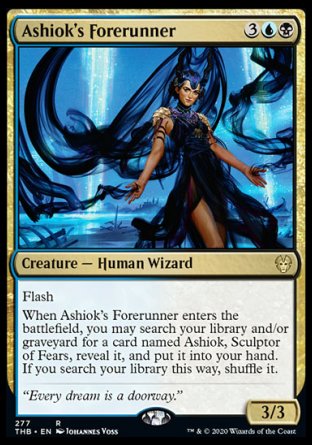 Ashiok's Forerunner 3
Creature — Human Wizard
Flash
When Ashiok's Forerunner enters the
battlefield, you may search your library and/or
graveyard for a card named Ashiok, Sculptor
of Fears, reveal it, and put it into your hand.
If you search your library this way, shuffle it.
“Every dream is a doorway.”
3/3
277 R
THB • EN Johannes Voss ™ & © 2020 Wizards of the Coast